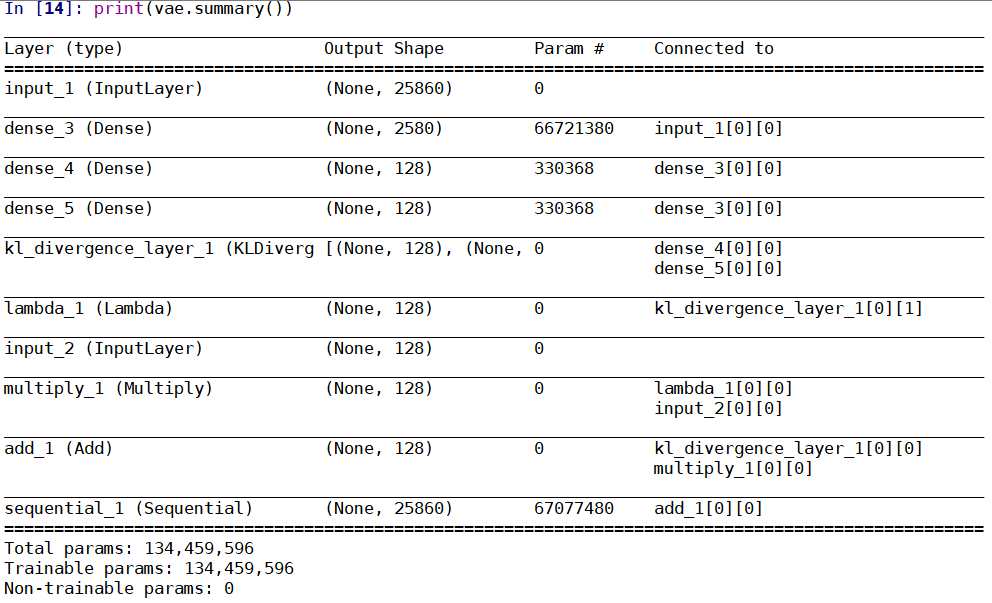 In [14]: print(vae.summary())
Layer (type) Output Shape Param # Connected to
input_1 (InputLayer) (None, 25860) 0
dense_3 (Dense) (None, 2580) 66721380 input_1[0][0]
dense_4 (Dense) (None, 128) 330368 dense_3[0][0]
dense_5 (Dense) (None, 128) 330368 dense_3[0][0]
kl_divergence_layer_1 (KLDiverg [(None, 128), (None, 0 dense_4[0][0]
dense_5[0][0]
lambda_1 (Lambda) (None, 128) 0 kl_divergence_layer_1[0][1]
input_2 (InputLayer) (None, 128) 0
multiply_1 (Multiply) (None, 128) 0 lambda_1[0][0]
input_2[0][0]
add_1 (Add) (None, 128) 0 kl_divergence_layer_1[0][0]
multiply_1[0][0]
sequential_1 (Sequential) (None, 25860) 67077480 add_1[0][0]
Total params: 134,459,596
Trainable params: 134,459,596
Non-trainable params: 0